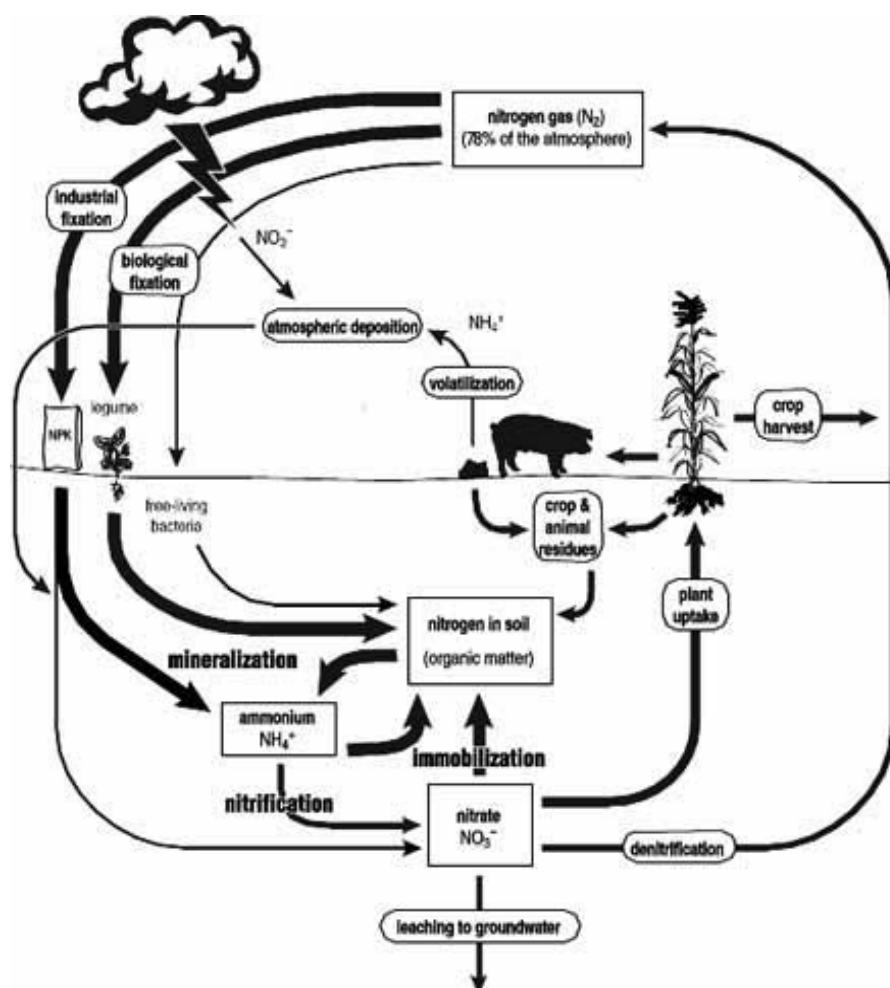 nitrogen gas (N₂)
(78% of the atmosphere)
industrial
fixation
NO₃⁻
biological
fixation
atmospheric deposition
NH₄⁺
volatilization
legume
NPK
crop
harvest
free-living
bacteria
crop &
animal
residues
plant
uptake
nitrogen in soil
(organic matter)
mineralization
ammonium
NH₄⁺
immobilization
nitrification
nitrate
NO₃⁻
denitrification
leaching to groundwater